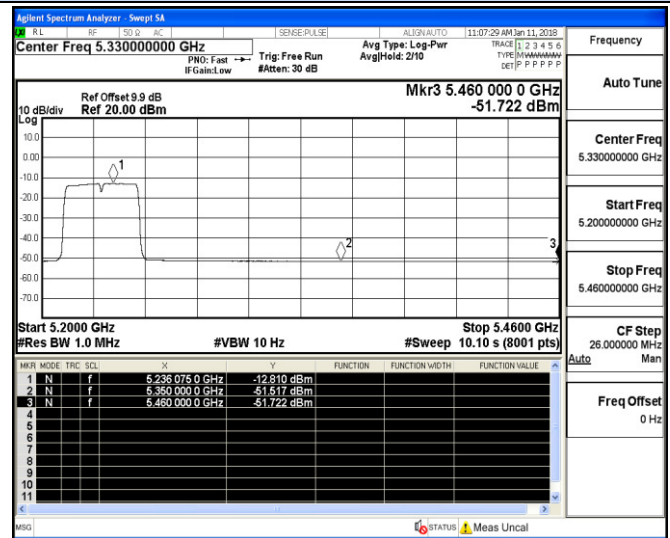 Agilent Spectrum Analyzer - Swept SA
RL RF 50 Ω AC SENSE:PULSE ALIGN AUTO 11:07:29 AM Jan 11, 2018
Center Freq 5.330000000 GHz
PNO: Fast Trig: Free Run
IFGain:Low #Atten: 30 dB
Avg Type: Log-Pwr
Avg|Hold: 2/10
TRACE 1 2 3 4 5 6
TYPE MWWWWW
DET P P P P P P
Ref Offset 9.9 dB
10 dB/div Ref 20.00 dBm
Log
Mkr3 5.460 000 0 GHz
-51.722 dBm
10.0
0.00
-10.0
-20.0
-30.0
-40.0
-50.0
-60.0
-70.0
1
2
3
Start 5.2000 GHz Stop 5.4600 GHz
#Res BW 1.0 MHz #VBW 10 Hz #Sweep 10.10 s (8001 pts)
MKR MODE TRC SCL X Y FUNCTION FUNCTION WIDTH FUNCTION VALUE
1 N f 5.236 075 0 GHz -12.810 dBm
2 N f 5.350 000 0 GHz -51.517 dBm
3 N f 5.460 000 0 GHz -51.722 dBm
4
5
6
7
8
9
10
11
MSG STATUS Meas Uncal
Frequency
Auto Tune
Center Freq
5.330000000 GHz
Start Freq
5.200000000 GHz
Stop Freq
5.460000000 GHz
CF Step
26.000000 MHz
Auto Man
Freq Offset
0 Hz